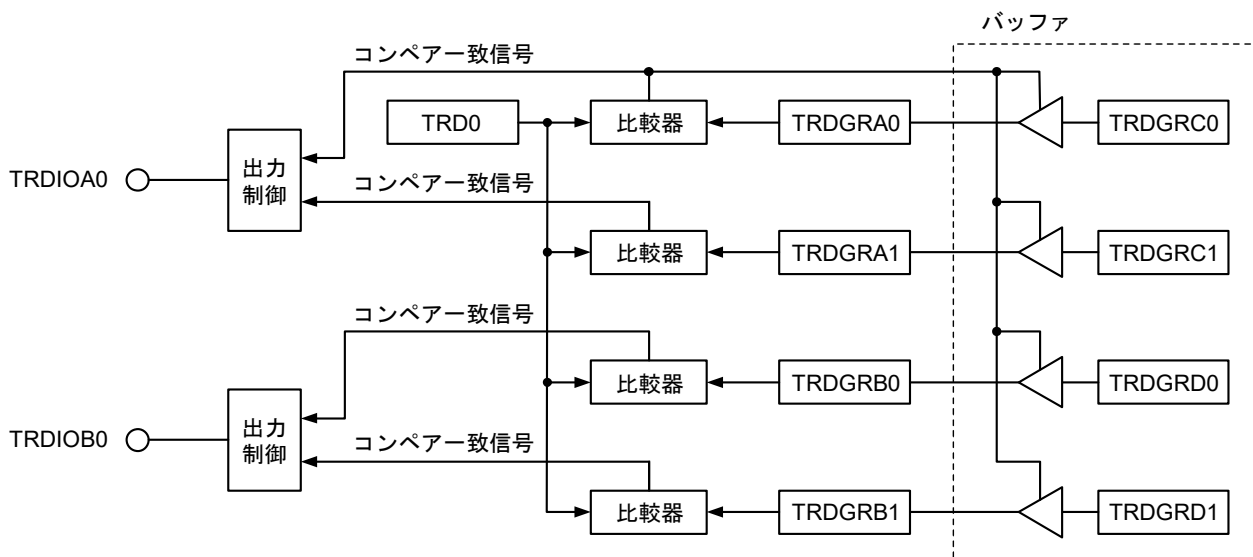 バッファ
コンペアー致信号
TRD0
比較器
TRDGRA0
TRDGRC0
TRDIOA0
出力
制御
コンペアー致信号
比較器
TRDGRA1
TRDGRC1
コンペアー致信号
比較器
TRDGRB0
TRDGRD0
TRDIOB0
出力
制御
コンペアー致信号
比較器
TRDGRB1
TRDGRD1